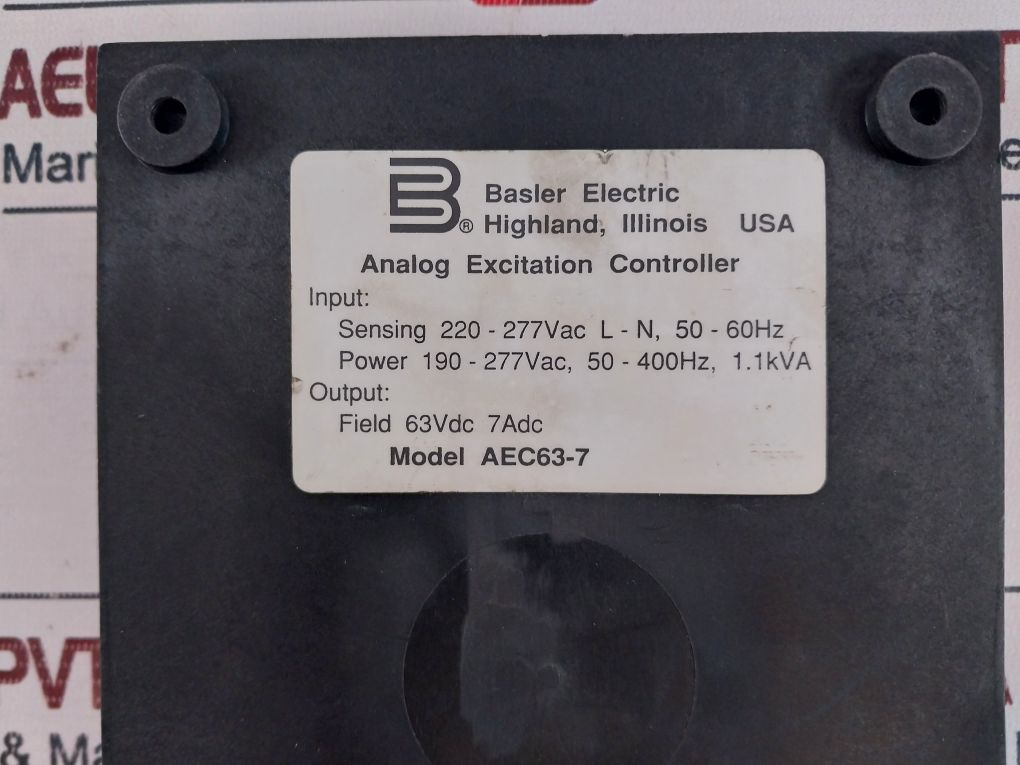 Basler Electric
® Highland, Illinois USA
Analog Excitation Controller
Input:
Sensing 220 - 277Vac L - N, 50 - 60Hz
Power 190 - 277Vac, 50 - 400Hz, 1.1kVA
Output:
Field 63Vdc 7Adc
Model AEC63-7
PVT
&